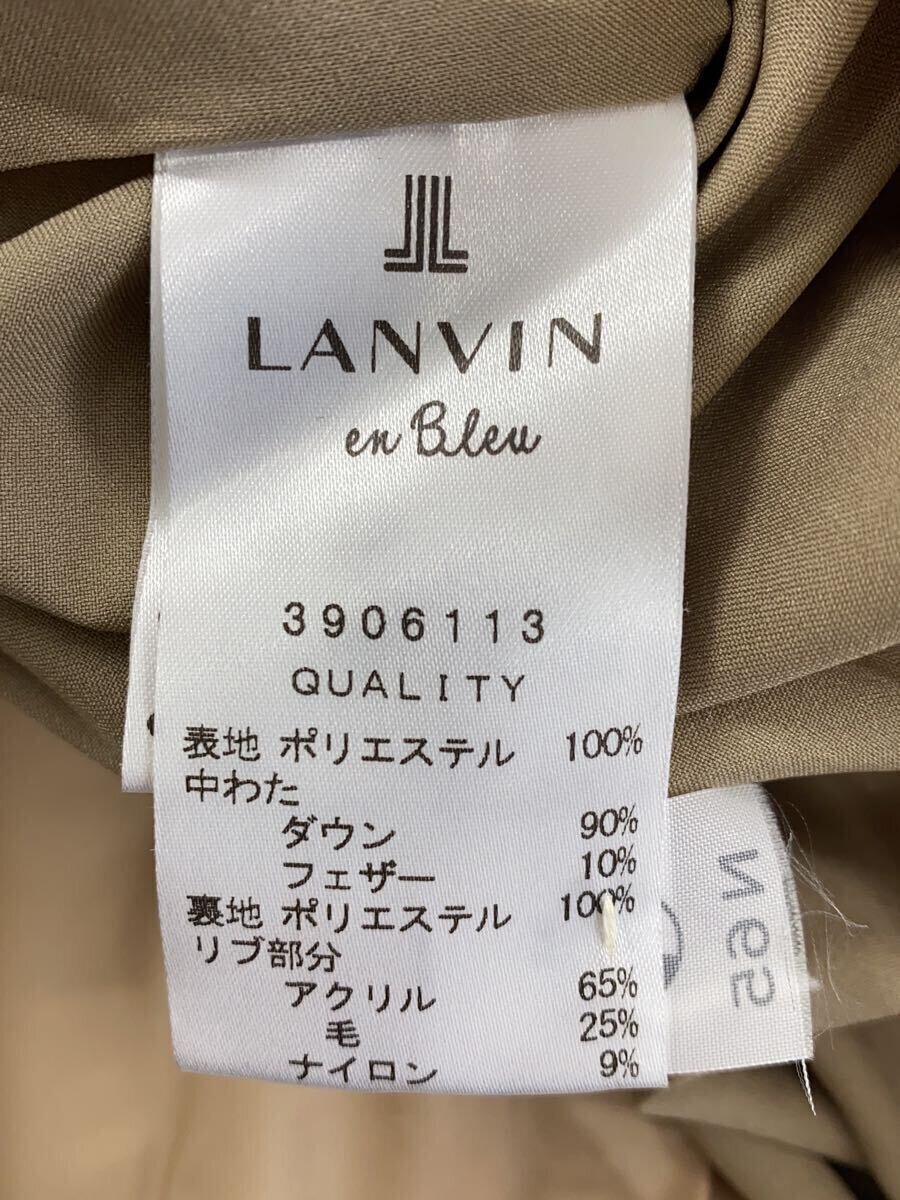 LANVIN
en Bleu
3906113
QUALITY
表地 ポリエステル 100%
中わた
ダウン 90%
フェザー 10%
裏地 ポリエステル 100%
リブ部分
アクリル 65%
毛 25%
ナイロン 9%